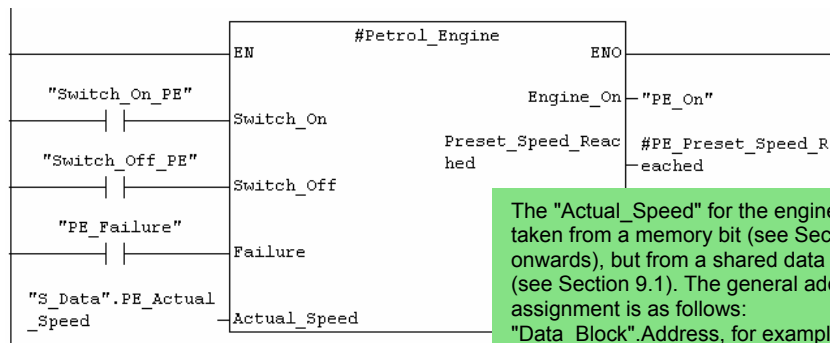 #Petrol_Engine
EN
ENO
"Switch_On_PE"
Switch_On
Engine_On
"PE_On"
Preset_Speed_Reac
hed
#PE_Preset_Speed_R
eached
"Switch_Off_PE"
Switch_Off
"PE_Failure"
Failure
"S_Data".PE_Actual
_Speed
Actual_Speed
The "Actual_Speed" for the engine
taken from a memory bit (see Sec
onwards), but from a shared data
(see Section 9.1). The general add
assignment is as follows:
"Data_Block".Address, for exampl